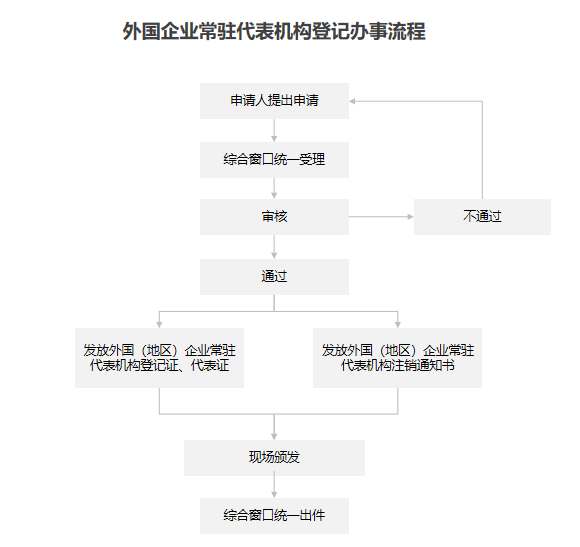 外国企业常驻代表机构登记办事流程
申请人提出申请
综合窗口统一受理
审核
不通过
通过
发放外国（地区）企业常驻
代表机构登记证、代表证
发放外国（地区）企业常驻
代表机构注销通知书
现场颁发
综合窗口统一出件